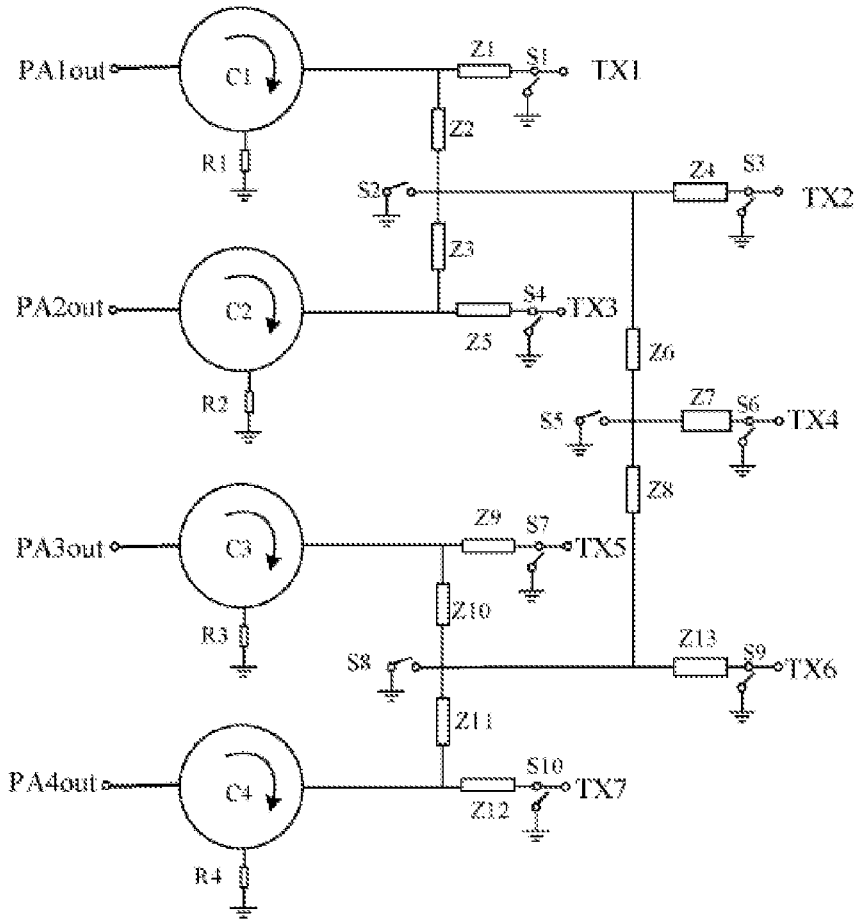 PA1out C1 Z1 S1 TX1
R1 Z2
S2 Z4 S3 TX2
Z3
PA2out C2 Z5 S4 TX3
R2 Z6
S5 Z7 S6 TX4
Z8
PA3out C3 Z9 S7 TX5
R3 Z10
S8 Z13 S9 TX6
Z11
PA4out C4 Z12 S10 TX7
R4